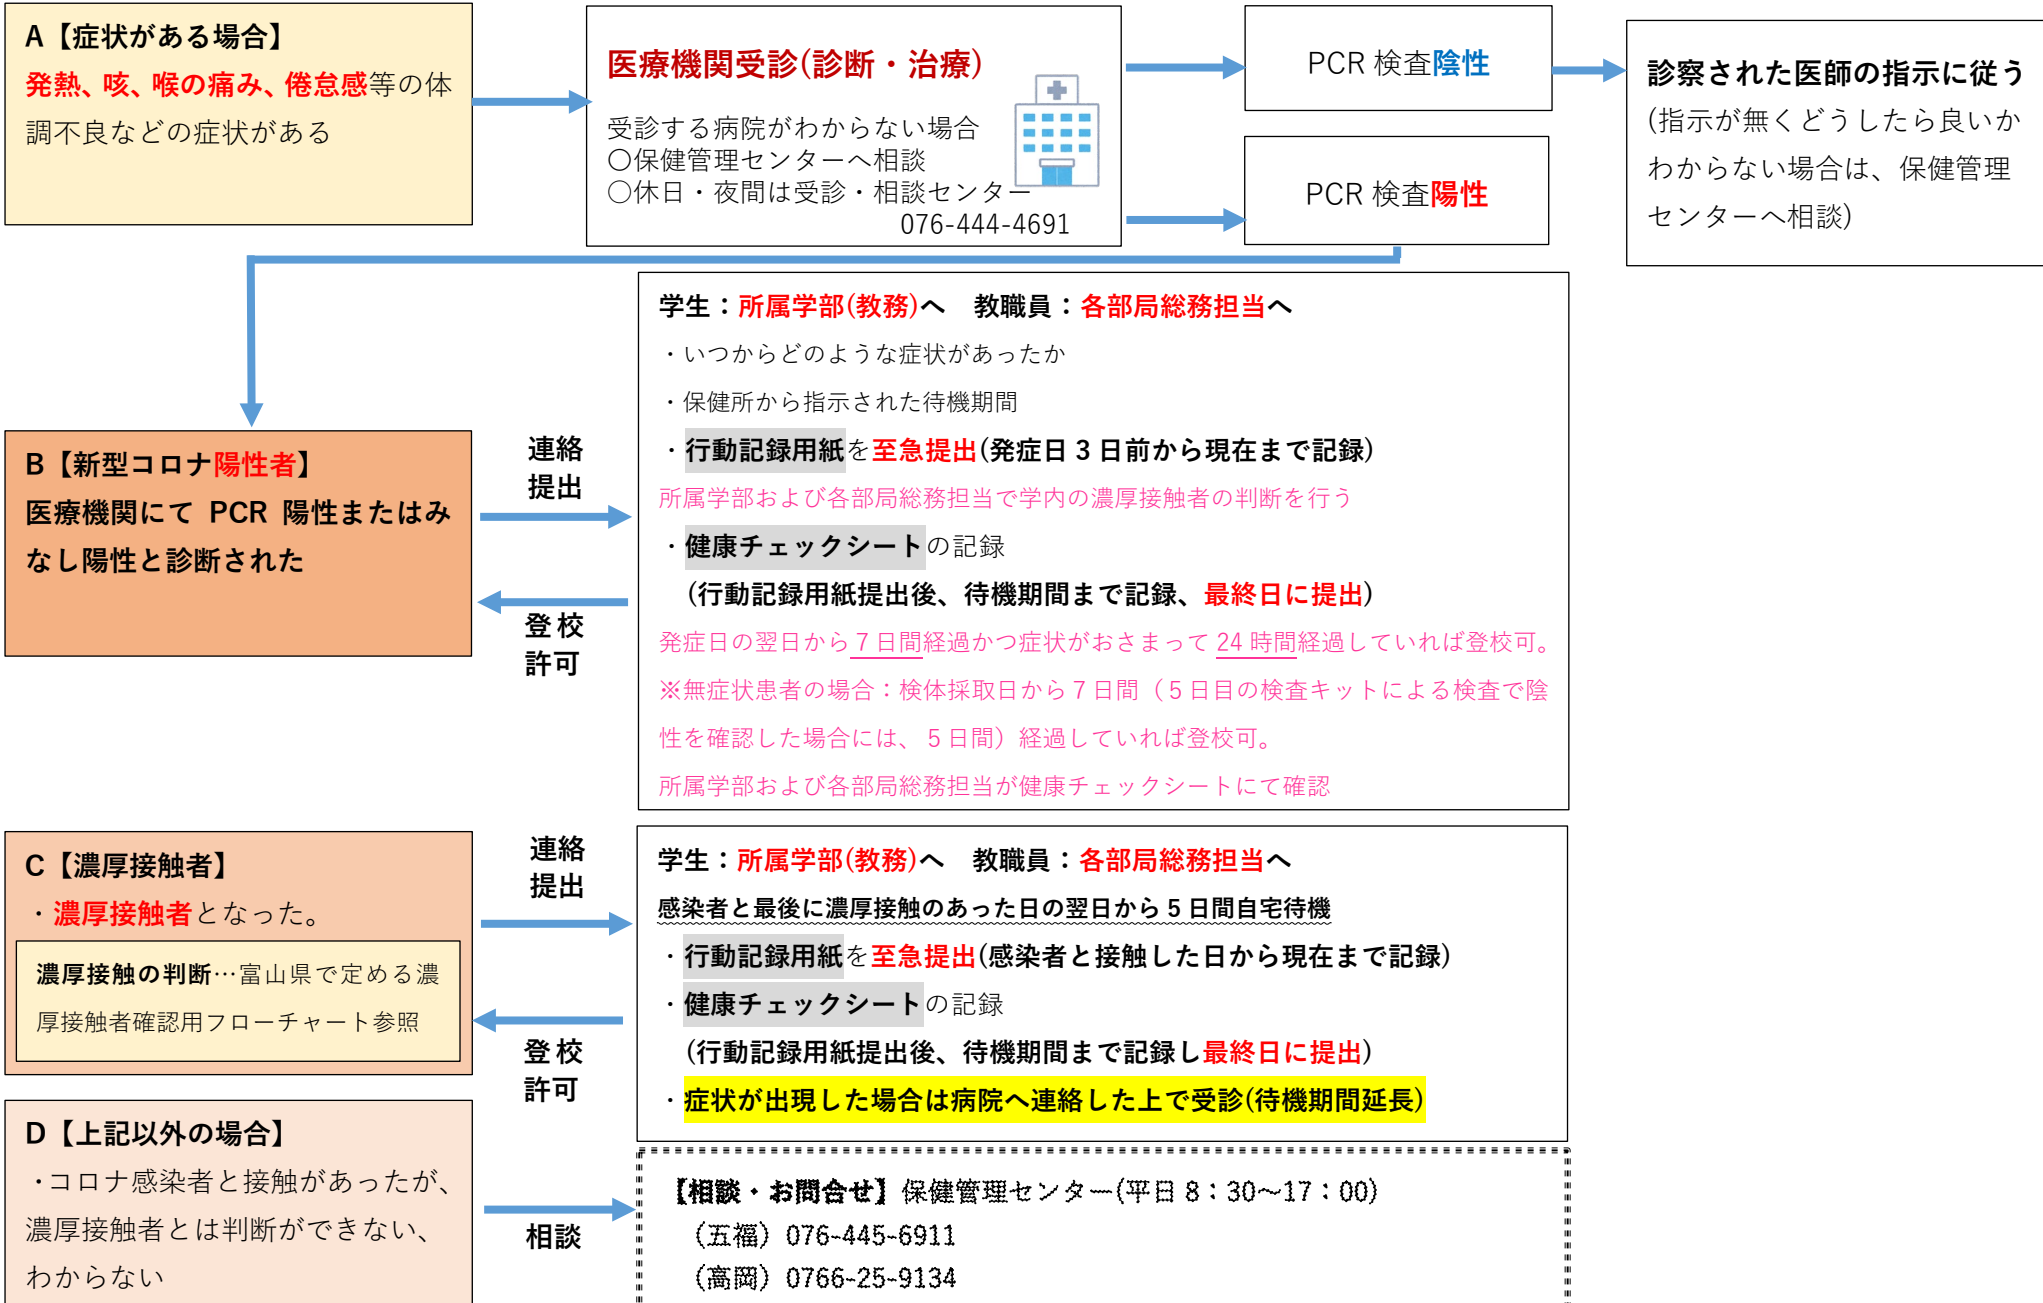 A【症状がある場合】
発熱、咳、喉の痛み、倦怠感等の体
調不良などの症状がある
医療機関受診(診断・治療)
受診する病院がわからない場合
〇保健管理センターへ相談
〇休日・夜間は受診・相談センター
076-444-4691
PCR 検査陰性
PCR 検査陽性
診察された医師の指示に従う
(指示が無くどうしたら良いか
わからない場合は、保健管理
センターへ相談)
B【新型コロナ陽性者】
医療機関にて PCR 陽性またはみ
なし陽性と診断された
連絡
提出
登校
許可
学生：所属学部(教務)へ　教職員：各部局総務担当へ
・いつからどのような症状があったか
・保健所から指示された待機期間
・行動記録用紙を至急提出(発症日 3 日前から現在まで記録)
所属学部および各部局総務担当で学内の濃厚接触者の判断を行う
・健康チェックシートの記録
(行動記録用紙提出後、待機期間まで記録、最終日に提出)
発症日の翌日から 7 日間経過かつ症状がおさまって 24 時間経過していれば登校可。
※無症状患者の場合：検体採取日から 7 日間（5 日目の検査キットによる検査で陰
性を確認した場合には、5 日間）経過していれば登校可。
所属学部および各部局総務担当が健康チェックシートにて確認
C【濃厚接触者】
・濃厚接触者となった。
濃厚接触の判断…富山県で定める濃
厚接触者確認用フローチャート参照
連絡
提出
登校
許可
学生：所属学部(教務)へ　教職員：各部局総務担当へ
感染者と最後に濃厚接触のあった日の翌日から 5 日間自宅待機
・行動記録用紙を至急提出(感染者と接触した日から現在まで記録)
・健康チェックシートの記録
(行動記録用紙提出後、待機期間まで記録し最終日に提出)
・症状が出現した場合は病院へ連絡した上で受診(待機期間延長)
D【上記以外の場合】
・コロナ感染者と接触があったが、
濃厚接触者とは判断ができない、
わからない
相談
【相談・お問合せ】保健管理センター(平日 8：30～17：00)
（五福）076-445-6911
（高岡）0766-25-9134